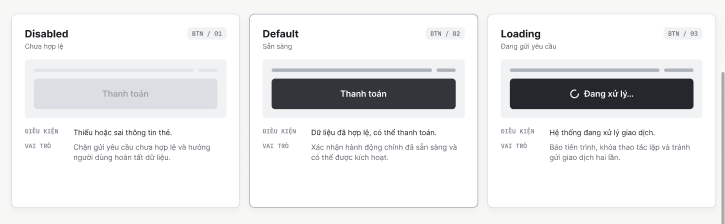 Disabled
BTN / 01
Chưa hợp lệ
Thanh toán
ĐIỀU KIỆN
Thiếu hoặc sai thông tin thẻ.
VAI TRÒ
Chặn gửi yêu cầu chưa hợp lệ và hướng
người dùng hoàn tất dữ liệu.
Default
BTN / 02
Sẵn sàng
Thanh toán
ĐIỀU KIỆN
Dữ liệu đã hợp lệ, có thể thanh toán.
VAI TRÒ
Xác nhận hành động chính đã sẵn sàng và
có thể được kích hoạt.
Loading
BTN / 03
Đang gửi yêu cầu
Đang xử lý...
ĐIỀU KIỆN
Hệ thống đang xử lý giao dịch.
VAI TRÒ
Báo tiến trình, khóa thao tác lặp và tránh
gửi giao dịch hai lần.